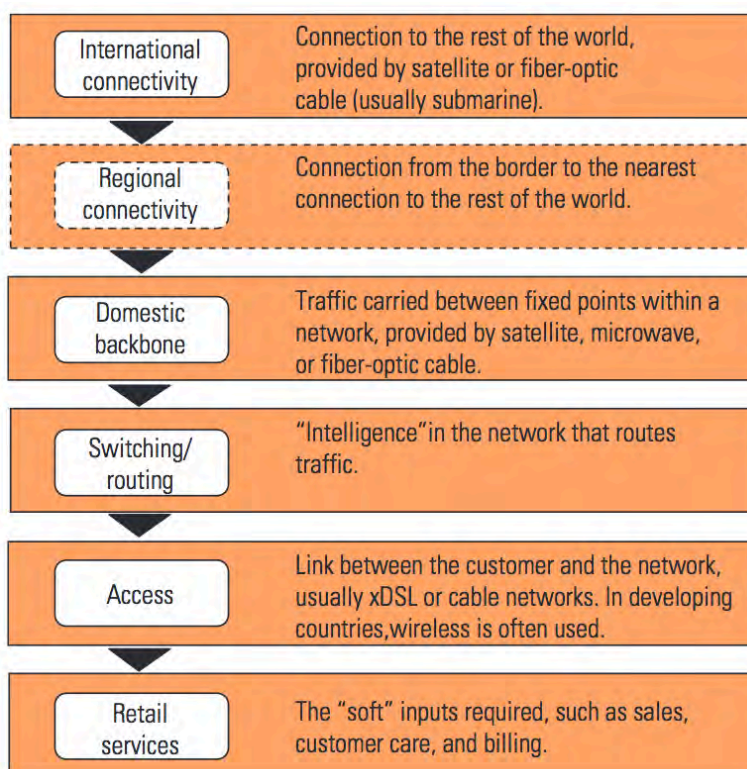 International
connectivity
Connection to the rest of the world,
provided by satellite or fiber-optic
cable (usually submarine).
Regional
connectivity
Connection from the border to the nearest
connection to the rest of the world.
Domestic
backbone
Traffic carried between fixed points within a
network, provided by satellite, microwave,
or fiber-optic cable.
Switching/
routing
“Intelligence”in the network that routes
traffic.
Access
Link between the customer and the network,
usually xDSL or cable networks. In developing
countries,wireless is often used.
Retail
services
The “soft” inputs required, such as sales,
customer care, and billing.